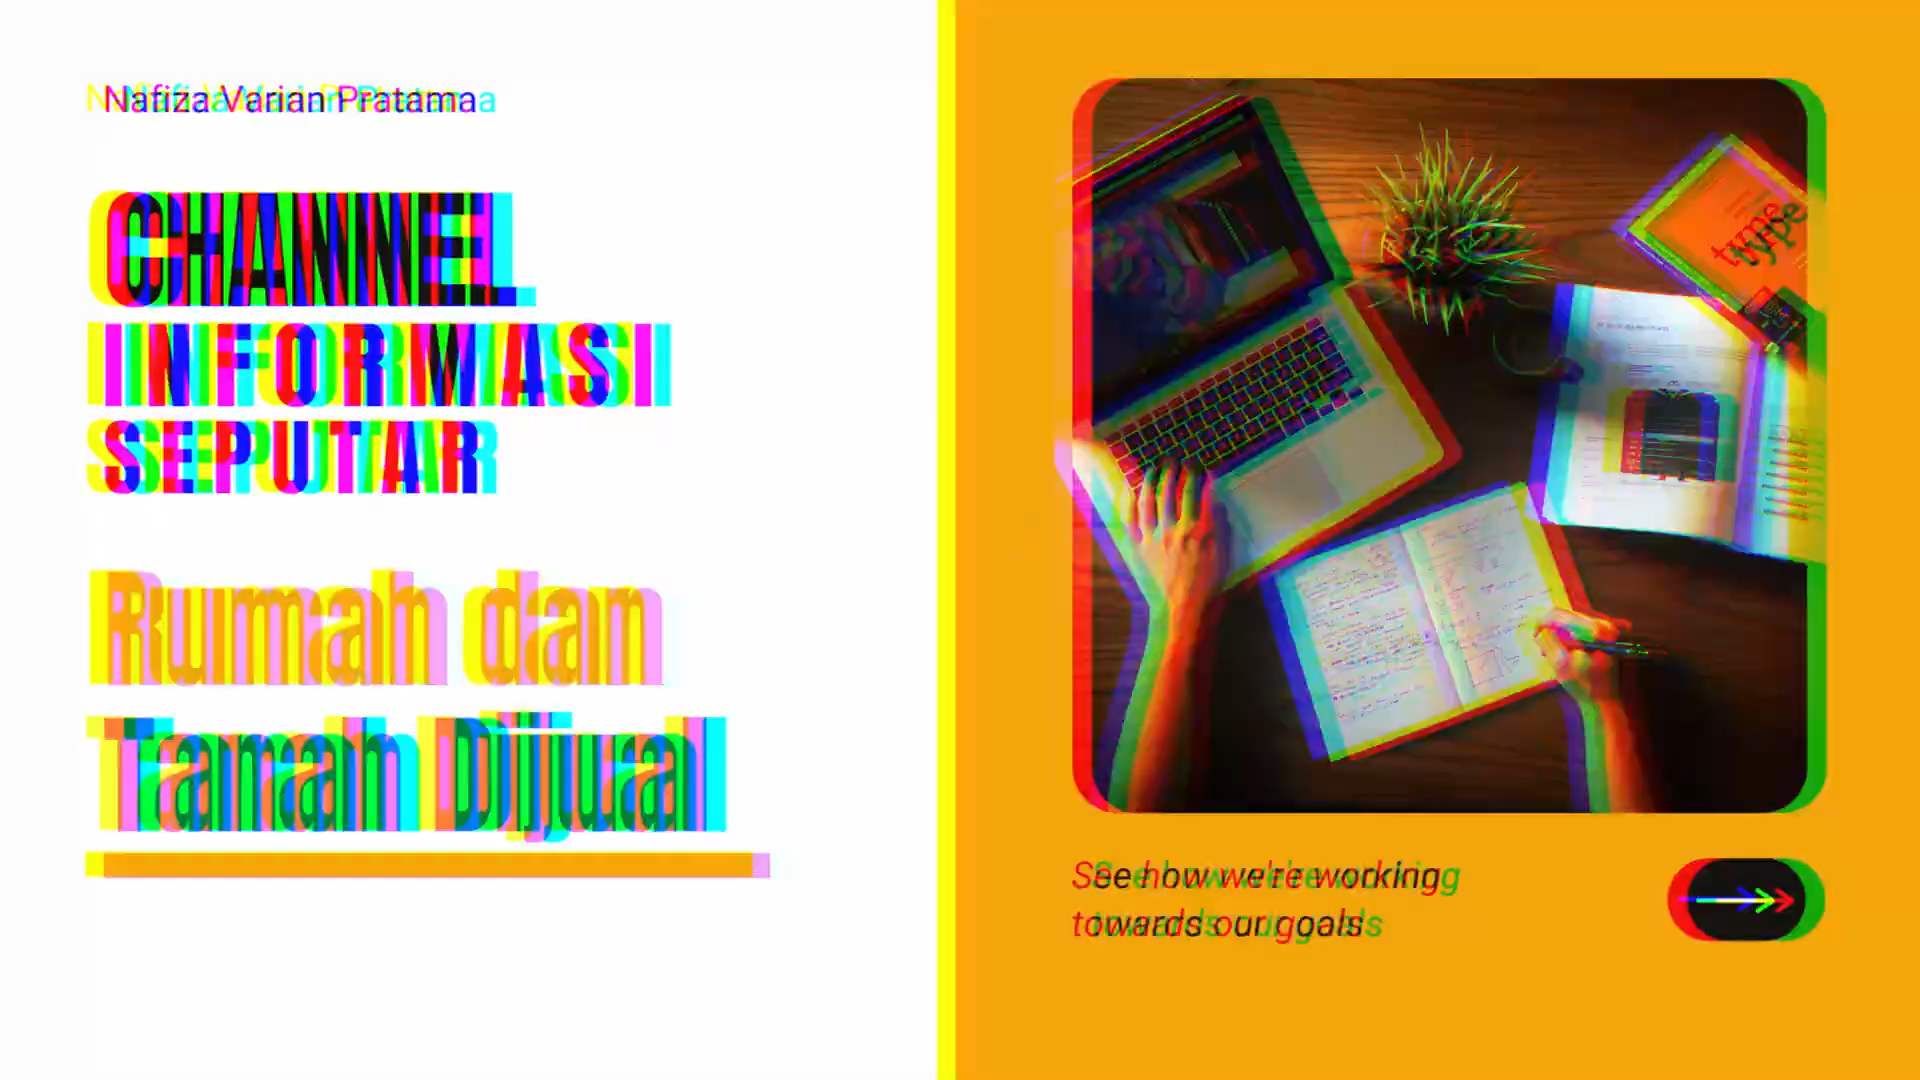 Nafiza Varian Pratama
CHANNEL
INFORMASI
SEPUTAR
Rumah dan
Tanah Dijual
type
See how we're working
towards our goals